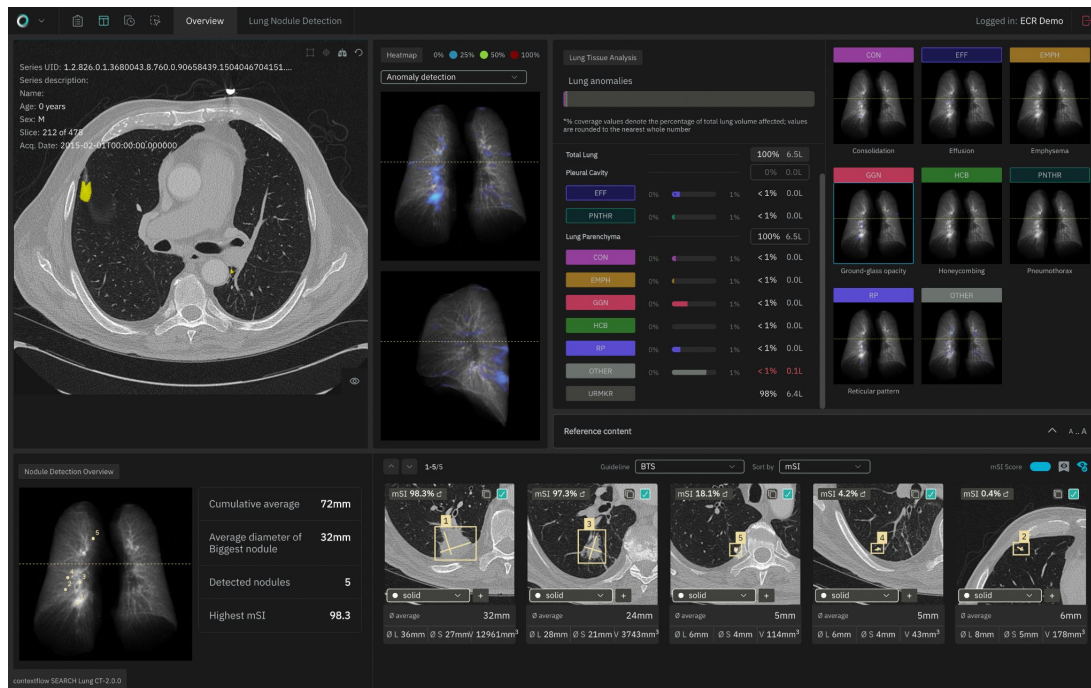 Overview
Lung Nodule Detection
Logged in: ECR Demo
Series UID: 1.2.826.0.1.3680043.8.760.0.90658439.1504046704151....
Series description:
Name:
Age: 0 years
Sex: M
Slice: 212 of 478
Acq. Date: 2015-02-01T00:00:00.000000
Heatmap 0% 25% 50% 100%
Anomaly detection
Lung Tissue Analysis
Lung anomalies
*% coverage values denote the percentage of total lung volume affected; values
are rounded to the nearest whole number
Total Lung 100% 6.5L
Pleural Cavity 0% 0.0L
EFF 0% 1% <1% 0.0L
PNTHR 0% 1% <1% 0.0L
Lung Parenchyma 100% 6.5L
CON 0% 1% <1% 0.0L
EMPH 0% 1% <1% 0.0L
GGN 0% 1% <1% 0.0L
HCB 0% 1% <1% 0.0L
RP 0% 1% <1% 0.0L
OTHER 0% 1% <1% 0.1L
URMKR 98% 6.4L
Reference content A..A
CON EFF EMPH
Consolidation Effusion Emphysema
GGN HCB PNTHR
Ground-glass opacity Honeycombing Pneumothorax
RP OTHER
Reticular pattern
Nodule Detection Overview
5
3
Cumulative average 72mm
Average diameter of
Biggest nodule 32mm
Detected nodules 5
Highest mSI 98.3
contextflow SEARCH Lung CT-2.0.0
1-5/5 Guideline BTS Sort by mSI mSI Score
mSI 98.3%
1
solid +
Ø average 32mm
Ø L 36mm Ø S 27mm V 12961mm³
mSI 97.3%
3
solid +
Ø average 24mm
Ø L 28mm Ø S 21mm V 3743mm³
mSI 18.1%
5
solid +
Ø average 5mm
Ø L 6mm Ø S 4mm V 114mm³
mSI 4.2%
4
solid +
Ø average 5mm
Ø L 6mm Ø S 4mm V 43mm³
mSI 0.4%
2
solid +
Ø average 6mm
Ø L 8mm Ø S 5mm V 178mm³